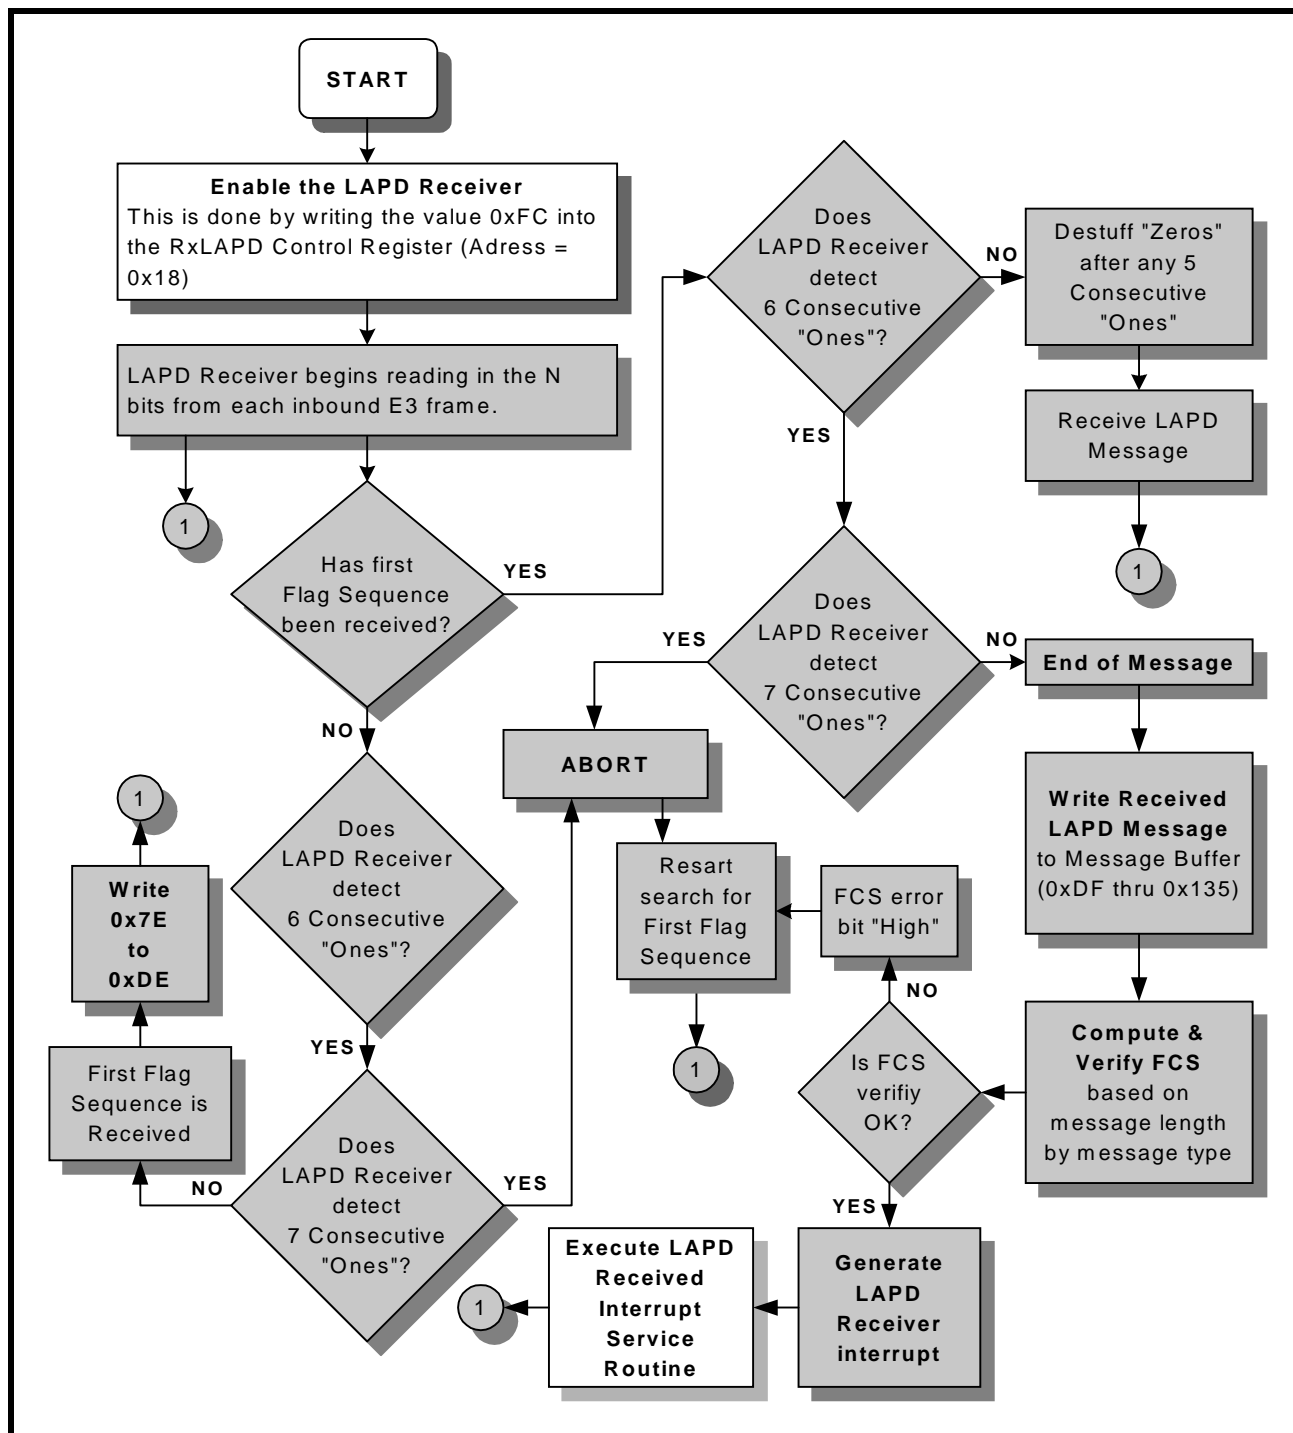 START
Enable the LAPD Receiver
This is done by writing the value 0xFC into
the RxLAPD Control Register (Adress =
0x18)
LAPD Receiver begins reading in the N
bits from each inbound E3 frame.
1
Has first
Flag Sequence
been received?
YES
NO
Does
LAPD Receiver
detect
6 Consecutive
"Ones"?
NO
YES
Destuff "Zeros"
after any 5
Consecutive
"Ones"
Receive LAPD
Message
1
Does
LAPD Receiver
detect
7 Consecutive
"Ones"?
YES
NO
End of Message
Write Received
LAPD Message
to Message Buffer
(0xDF thru 0x135)
Compute &
Verify FCS
based on
message length
by message type
Is FCS
verifiy
OK?
NO
YES
FCS error
bit "High"
ABORT
Resart
search for
First Flag
Sequence
1
Does
LAPD Receiver
detect
6 Consecutive
"Ones"?
YES
Does
LAPD Receiver
detect
7 Consecutive
"Ones"?
YES
NO
First Flag
Sequence is
Received
Write
0x7E
to
0xDE
1
Generate
LAPD
Receiver
interrupt
Execute LAPD
Received
Interrupt
Service
Routine
1